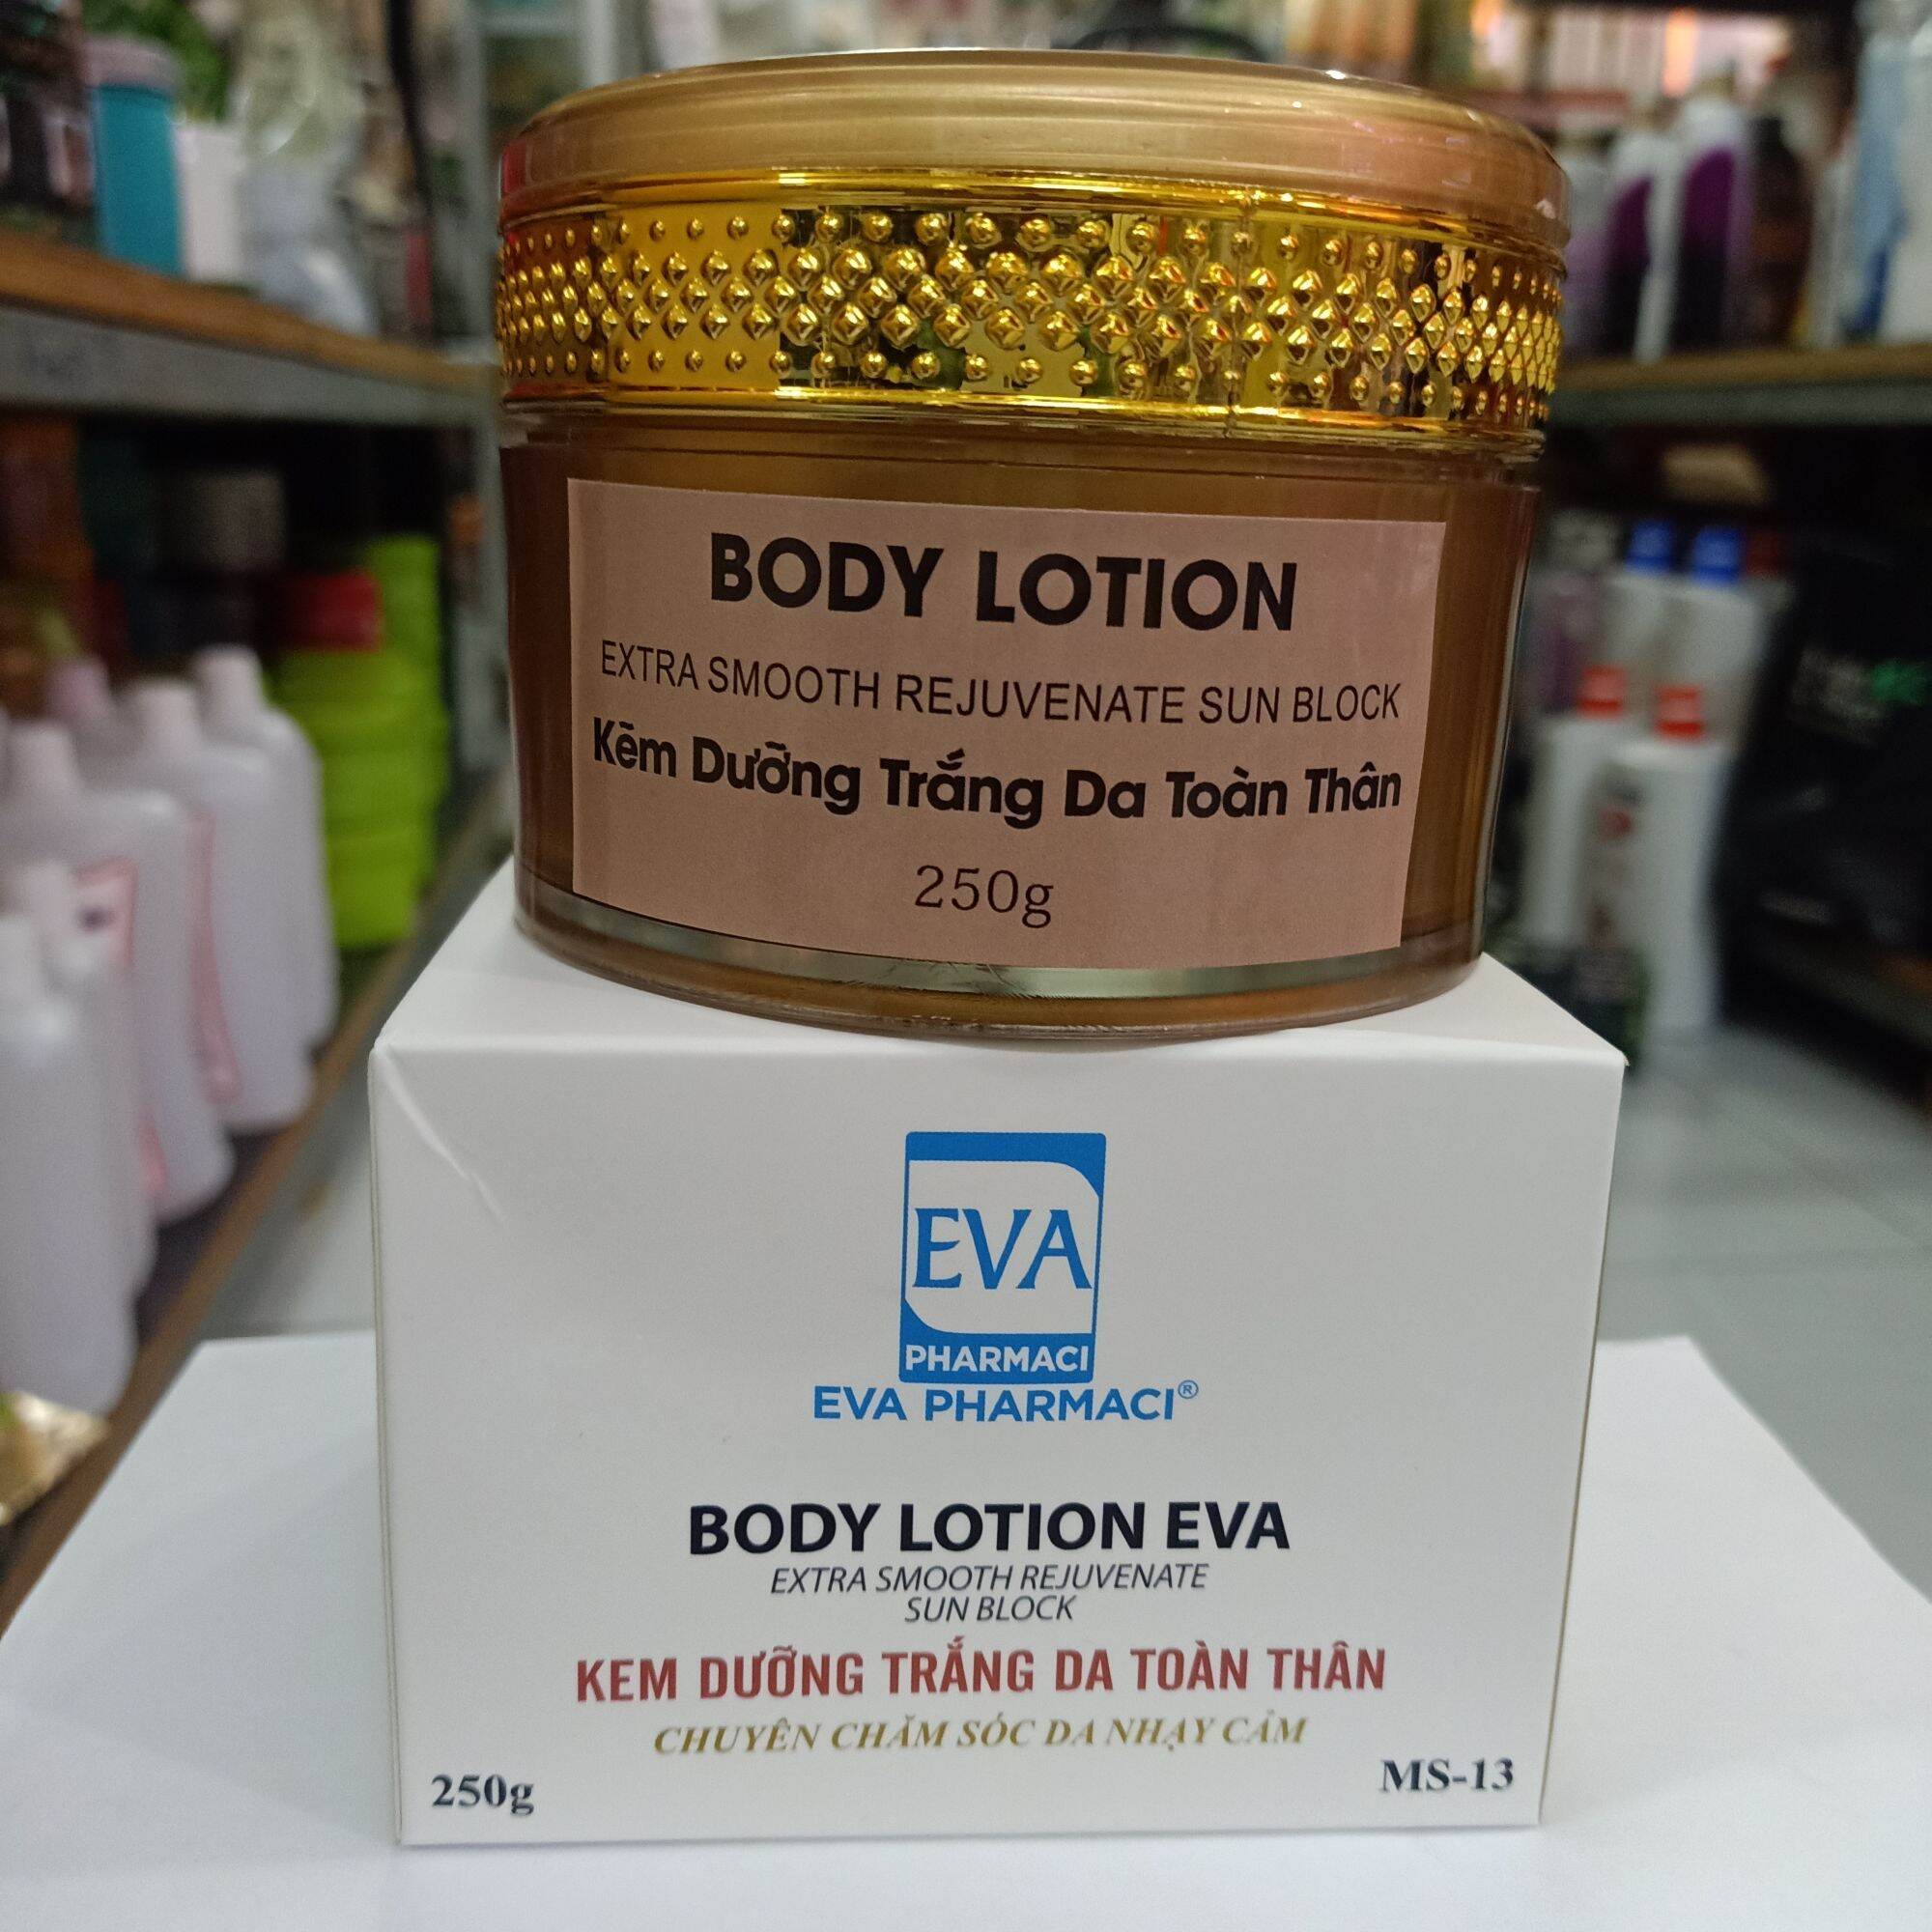 BODY LOTION
EXTRA SMOOTH REJUVENATE SUN BLOCK
Kẽm Dưỡng Trắng Da Toàn Thân
250g
EVA
PHARMACI
EVA PHARMACI®
BODY LOTION EVA
EXTRA SMOOTH REJUVENATE
SUN BLOCK
KEM DƯỠNG TRẮNG DA TOÀN THÂN
CHUYÊN CHĂM SÓC DA NHẠY CẢM
250g
MS-13